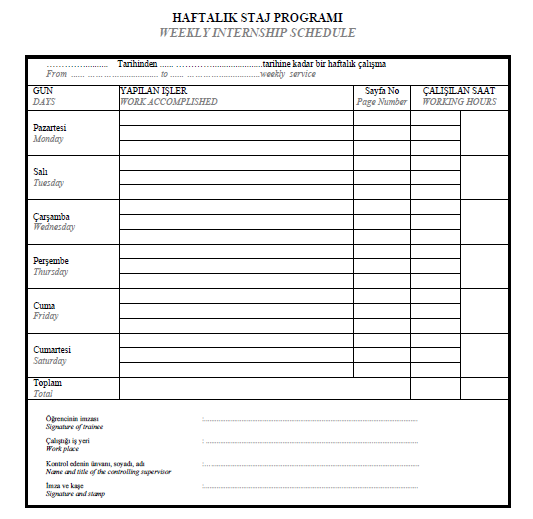 HAFTALIK STAJ PROGRAMI
WEEKLY INTERNSHIP SCHEDULE
........................ Tarihinden ...... ................................tarihine kadar bir haftalık çalışma
From ...... ............................ to ...... ............................weekly service
GÜN YAPILAN İŞLER Sayfa No ÇALIŞILAN SAAT
DAYS WORK ACCOMPLISHED Page Number WORKING HOURS
Pazartesi
Monday
Salı
Tuesday
Çarşamba
Wednesday
Perşembe
Thursday
Cuma
Friday
Cumartesi
Saturday
Toplam
Total
Öğrencinin imzası :................................................................
Signature of trainee
Çalıştığı iş yeri :................................................................
Work place
Kontrol edenin ünvanı, soyadı, adı :................................................................
Name and title of the controlling supervisor
İmza ve kaşe :................................................................
Signature and stamp